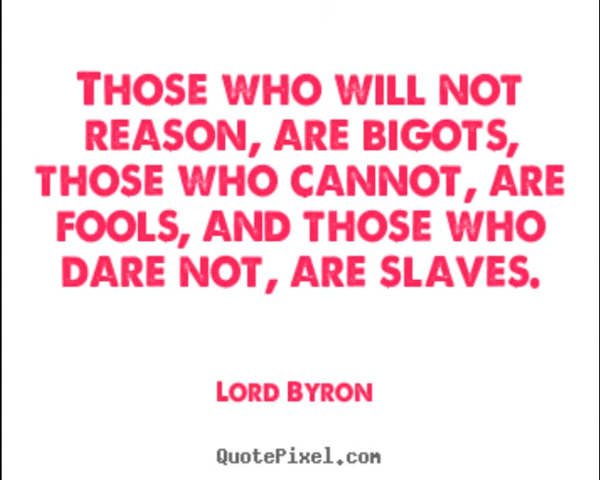 Those who will not
reason, are bigots,
those who cannot, are
fools, and those who
dare not, are slaves.
Lord Byron
QuotePixel.com